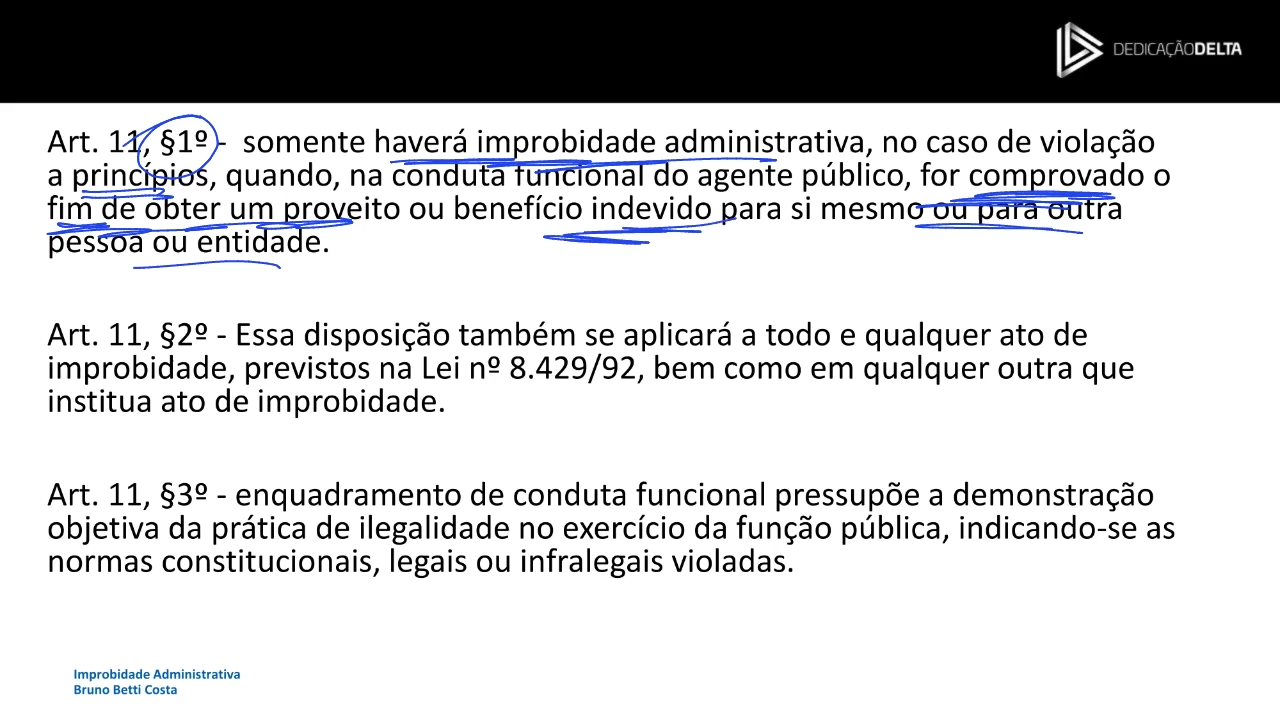 DEDICAÇÃODELTA
Art. 11, §1º - somente haverá improbidade administrativa, no caso de violação
a princípios, quando, na conduta funcional do agente público, for comprovado o
fim de obter um proveito ou benefício indevido para si mesmo ou para outra
pessoa ou entidade.
Art. 11, §2º - Essa disposição também se aplicará a todo e qualquer ato de
improbidade, previstos na Lei nº 8.429/92, bem como em qualquer outra que
institua ato de improbidade.
Art. 11, §3º - enquadramento de conduta funcional pressupõe a demonstração
objetiva da prática de ilegalidade no exercício da função pública, indicando-se as
normas constitucionais, legais ou infralegais violadas.
Improbidade Administrativa
Bruno Betti Costa